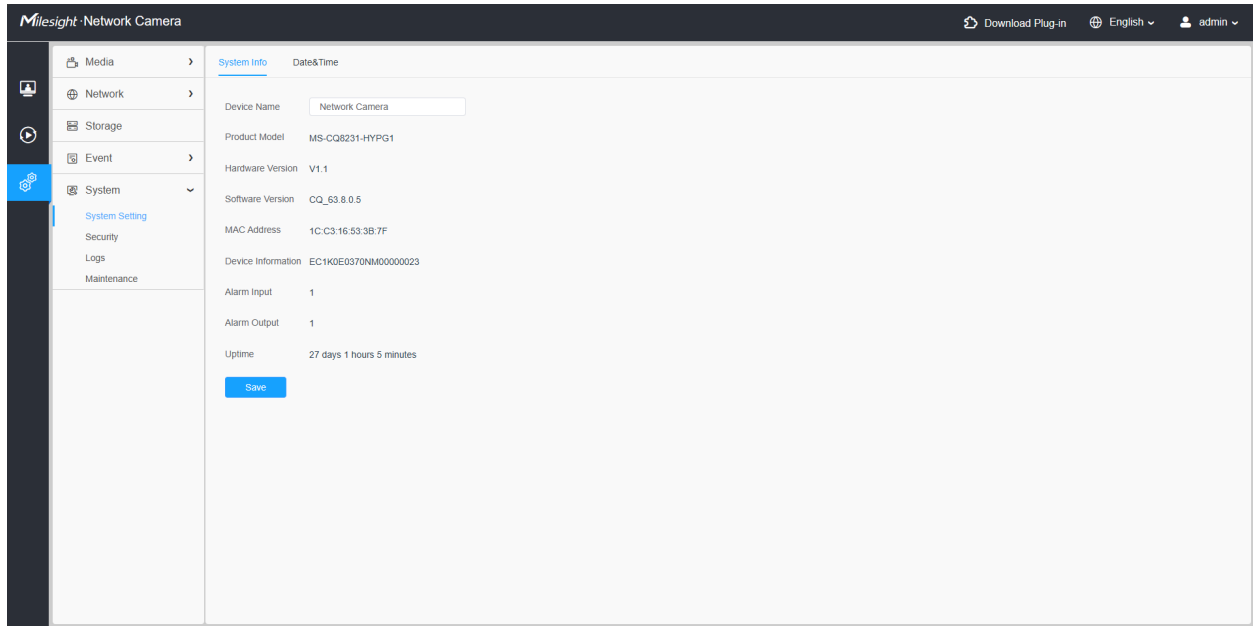 Milesight · Network Camera
Download Plug-in
English
admin
Media
Network
Storage
Event
System
System Setting
Security
Logs
Maintenance
System Info Date&Time
Device Name Network Camera
Product Model MS-CQ8231-HYPG1
Hardware Version V1.1
Software Version CQ_63.8.0.5
MAC Address 1C:C3:16:53:3B:7F
Device Information EC1K0E0370NM00000023
Alarm Input 1
Alarm Output 1
Uptime 27 days 1 hours 5 minutes
Save